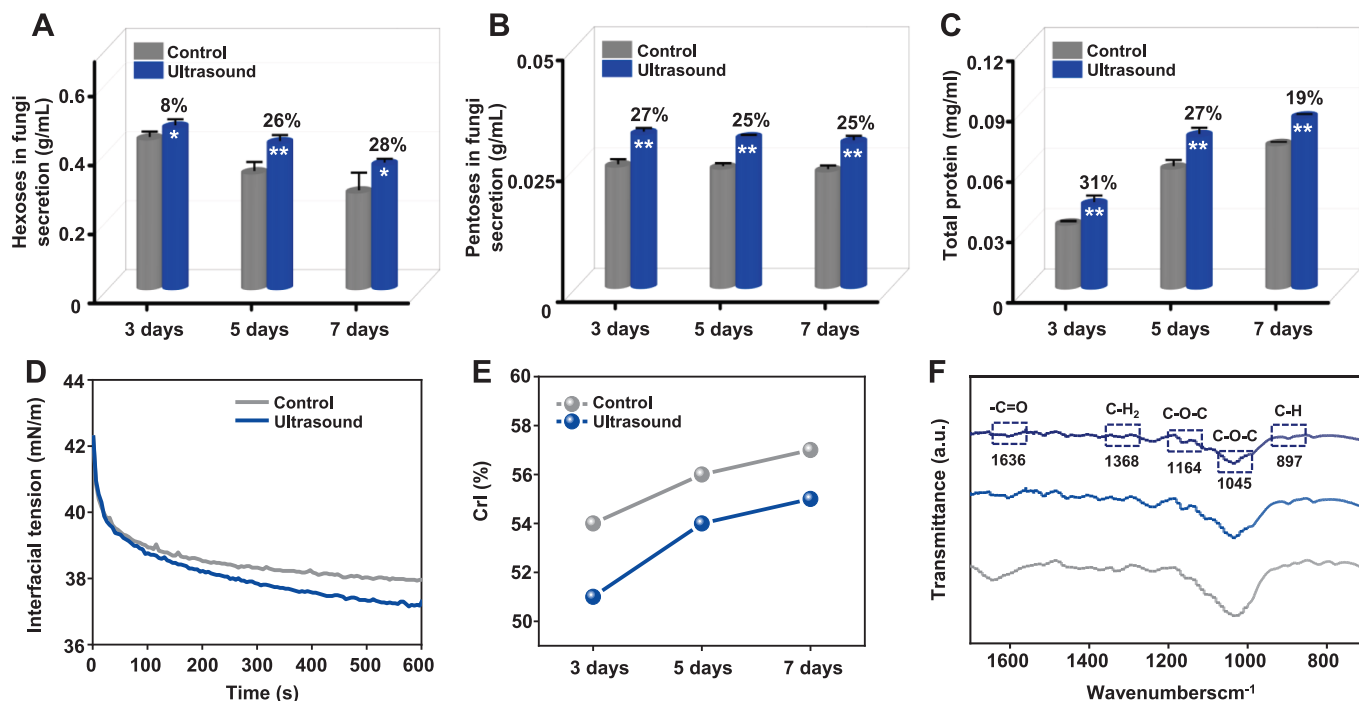 A
Hexoses in fungi
secretion (g/mL)
Control
Ultrasound
0.6
0.4
0.2
0
8%
*
26%
**
28%
*
3 days
5 days
7 days
B
Pentoses in fungi
secretion (g/mL)
Control
Ultrasound
0.05
0.025
0
27%
**
25%
**
25%
**
3 days
5 days
7 days
C
Total protein (mg/ml)
Control
Ultrasound
0.12
0.09
0.06
0.03
0
31%
**
27%
**
19%
**
3 days
5 days
7 days
D
Interfacial tension (mN/m)
44
42
40
38
36
Control
Ultrasound
0
100
200
300
400
500
600
Time (s)
E
CrI (%)
60
58
56
54
52
50
Control
Ultrasound
3 days
5 days
7 days
F
Transmittance (a.u.)
-C=O
1636
C-H₂
1368
C-O-C
1164
C-O-C
1045
C-H
897
1600
1400
1200
1000
800
Wavenumberscm⁻¹